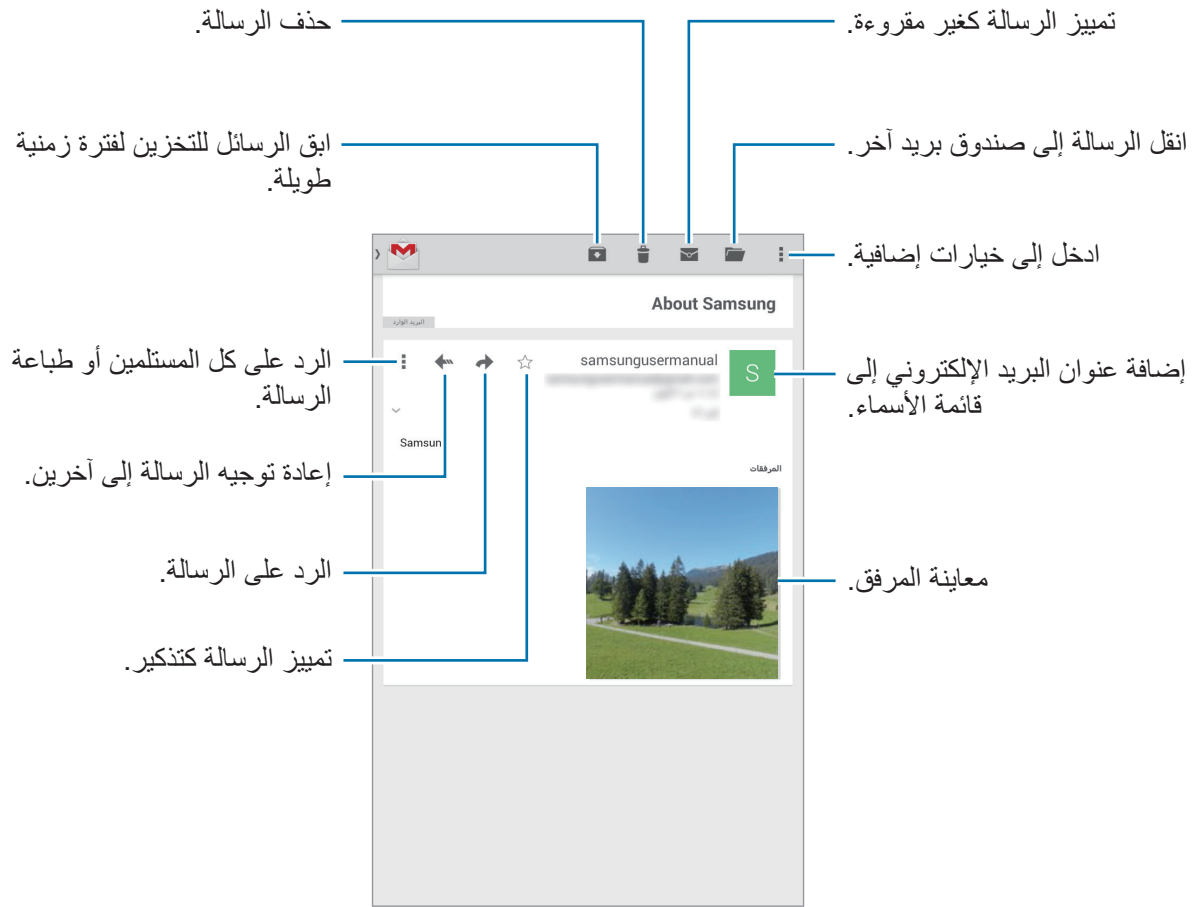 حذف الرسالة.
تمييز الرسالة كغير مقروءة.
ابق الرسائل للتخزين لفترة زمنية
طويلة.
انقل الرسالة إلى صندوق بريد آخر.
ادخل إلى خيارات إضافية.
About Samsung
البريد الوارد
الرد على كل المستلمين أو طباعة
الرسالة.
samsungusermanual
S
إضافة عنوان البريد الإلكتروني إلى
قائمة الأسماء.
Samsun
المرفقات
إعادة توجيه الرسالة إلى آخرين.
الرد على الرسالة.
معاينة المرفق.
تمييز الرسالة كتذكير.